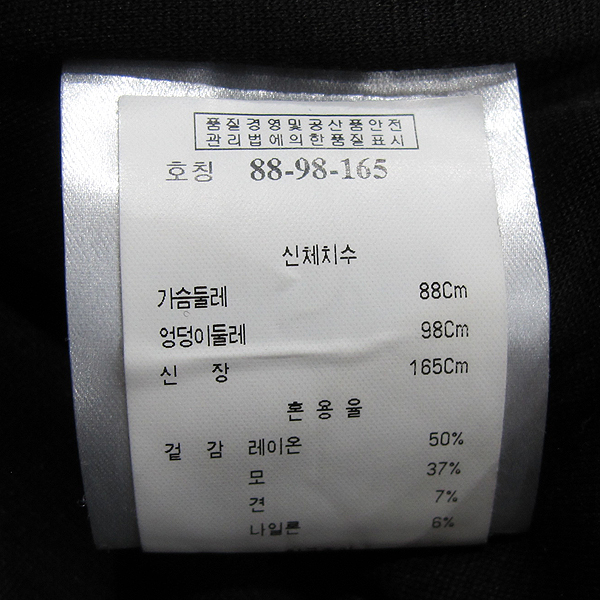 품질경영및공산품안전
관리법에의한품질표시
호칭 88-98-165
신체치수
가슴둘레 88Cm
엉덩이둘레 98Cm
신 장 165Cm
혼 용 율
겉 감 레이온 50%
모 37%
견 7%
나일론 6%